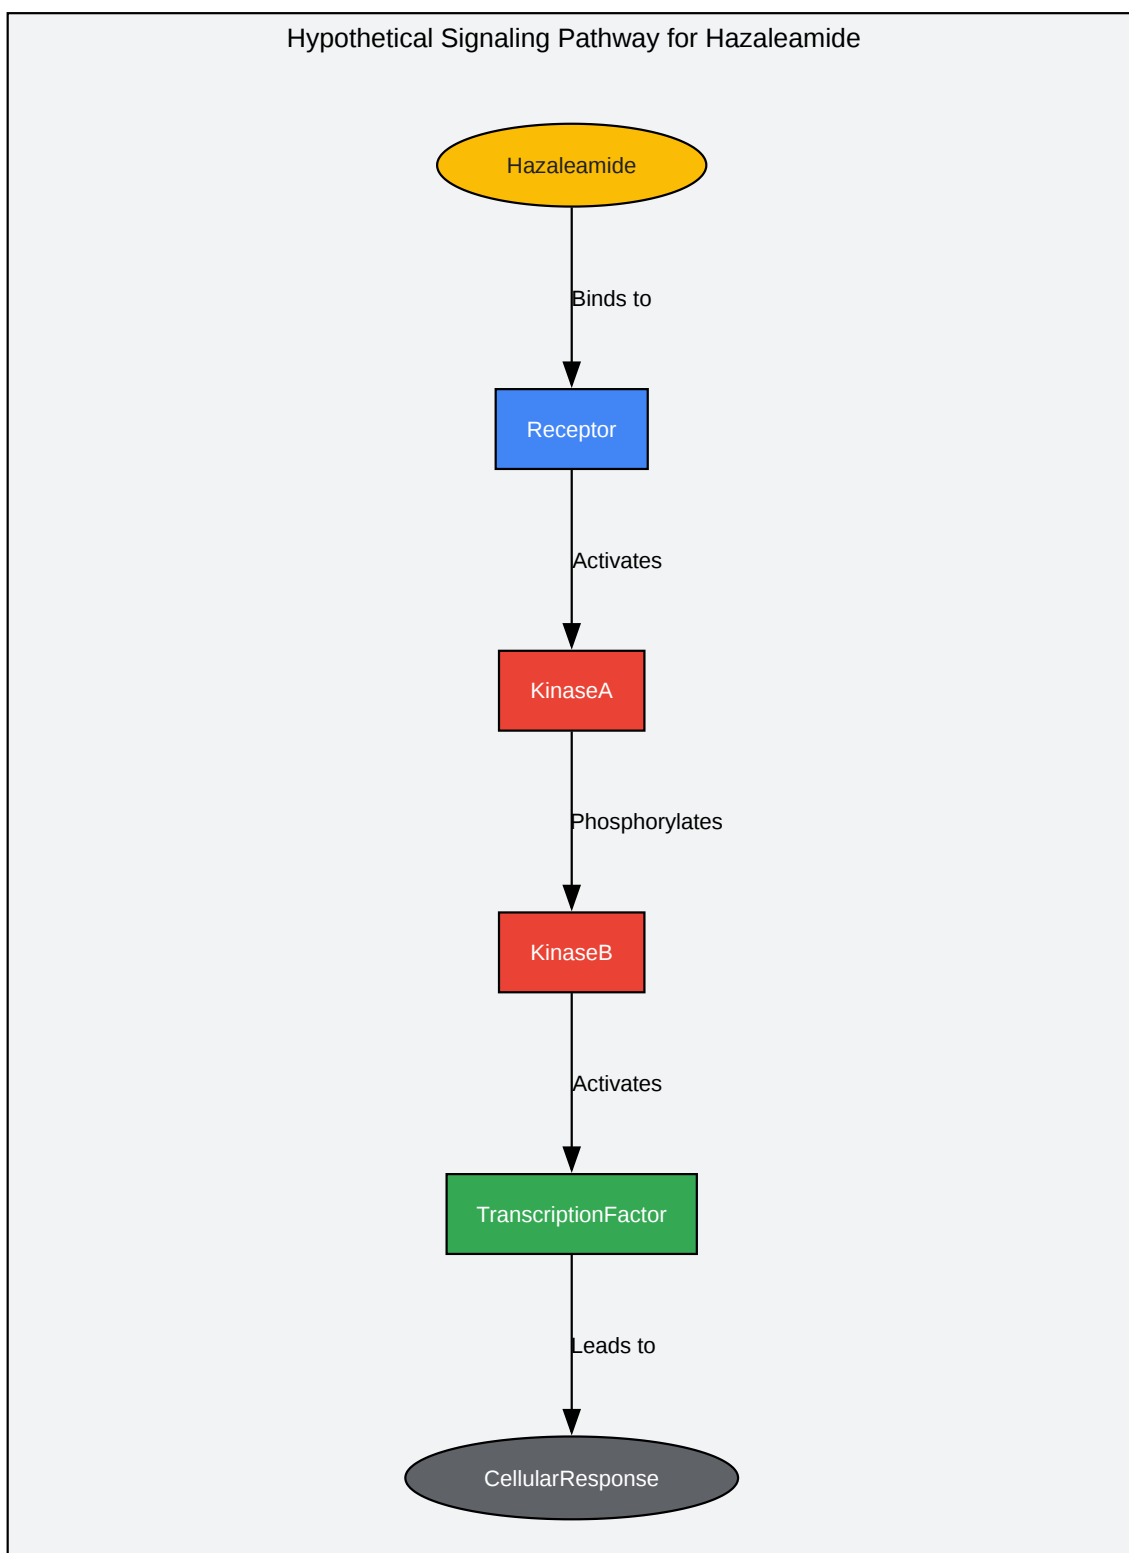 Hypothetical Signaling Pathway for Hazaleamide
Hazaleamide
Binds to
Receptor
Activates
KinaseA
Phosphorylates
KinaseB
Activates
TranscriptionFactor
Leads to
CellularResponse